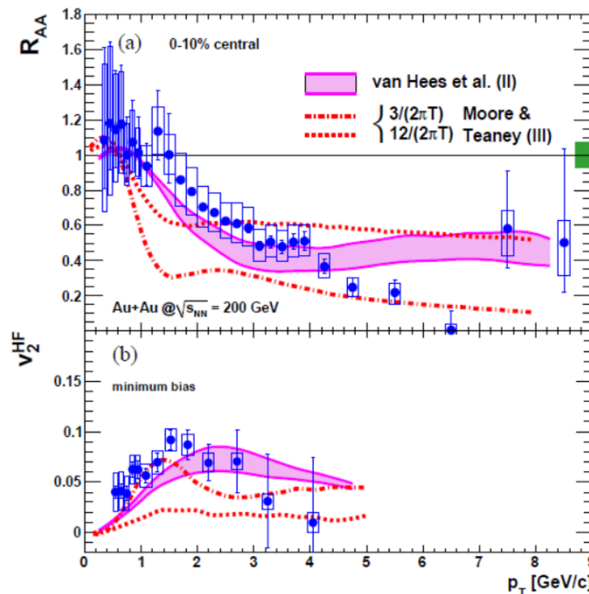 R_AA
1.8
1.6
1.4
1.2
1
0.8
0.6
0.4
0.2
(a)
0-10% central
van Hees et al. (II)
3/(2πT) Moore &
12/(2πT) Teaney (III)
Au+Au @ √s_NN = 200 GeV
v_2^HF
0.15
0.1
0.05
0
(b)
minimum bias
0 1 2 3 4 5 6 7 8 9
p_T [GeV/c]